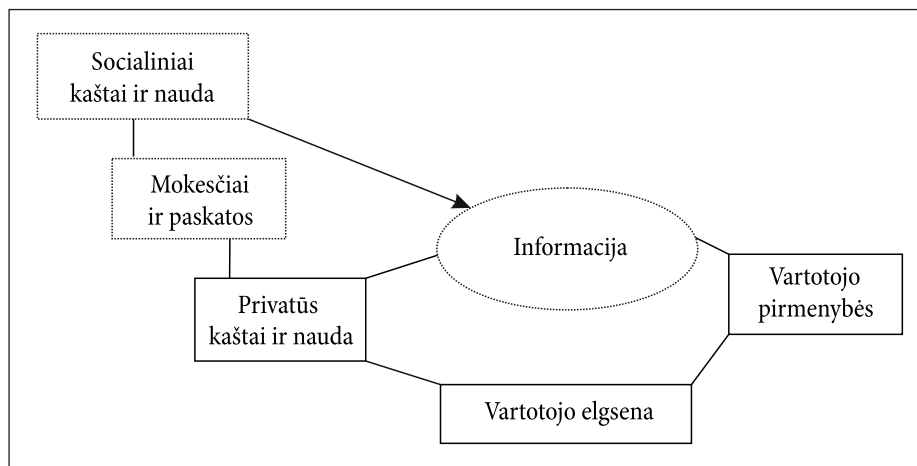 Socialiniai
kaštai ir nauda
Mokesčiai
ir paskatos
Informacija
Privatūs
kaštai ir nauda
Vartotojo
pirmenybės
Vartotojo elgsena